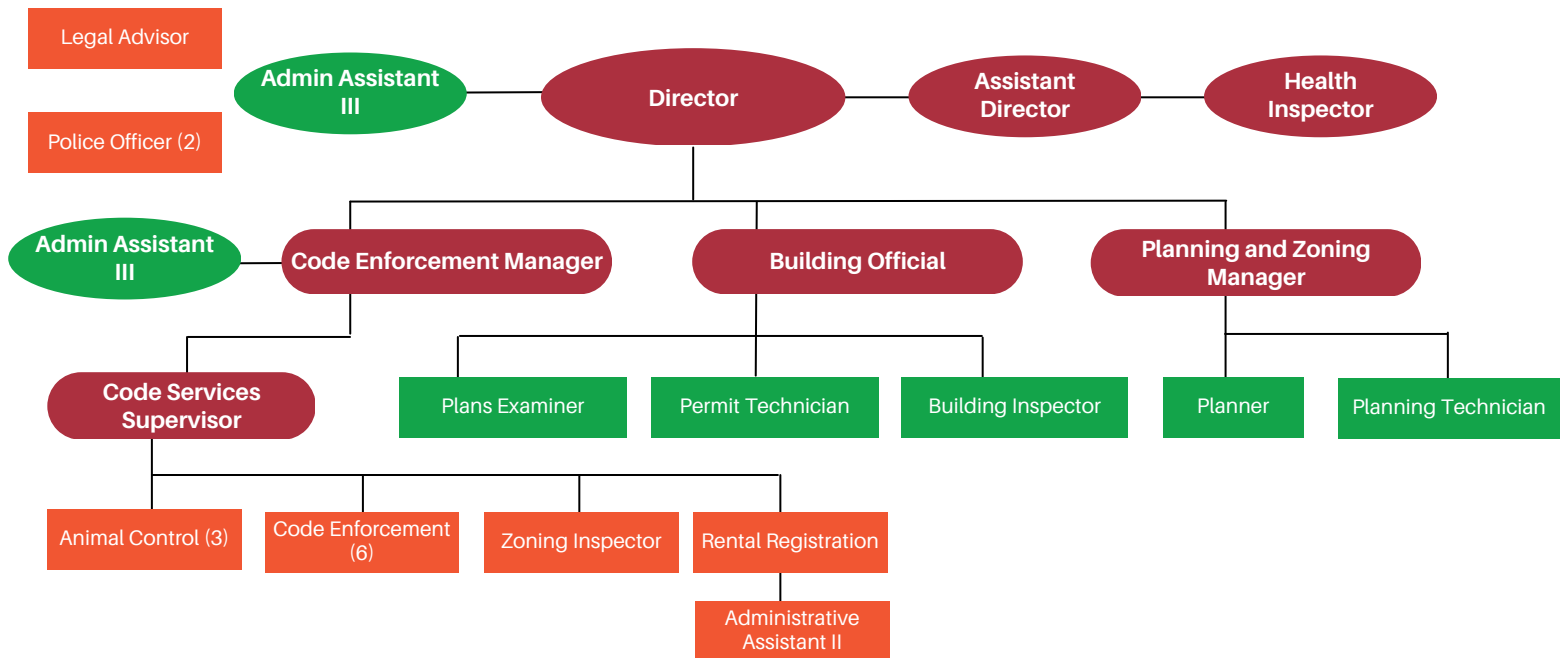 Legal Advisor
Admin Assistant
III
Director
Assistant
Director
Health
Inspector
Police Officer (2)
Admin Assistant
III
Code Enforcement Manager
Building Official
Planning and Zoning
Manager
Code Services
Supervisor
Plans Examiner
Permit Technician
Building Inspector
Planner
Planning Technician
Animal Control (3)
Code Enforcement
(6)
Zoning Inspector
Rental Registration
Administrative
Assistant II